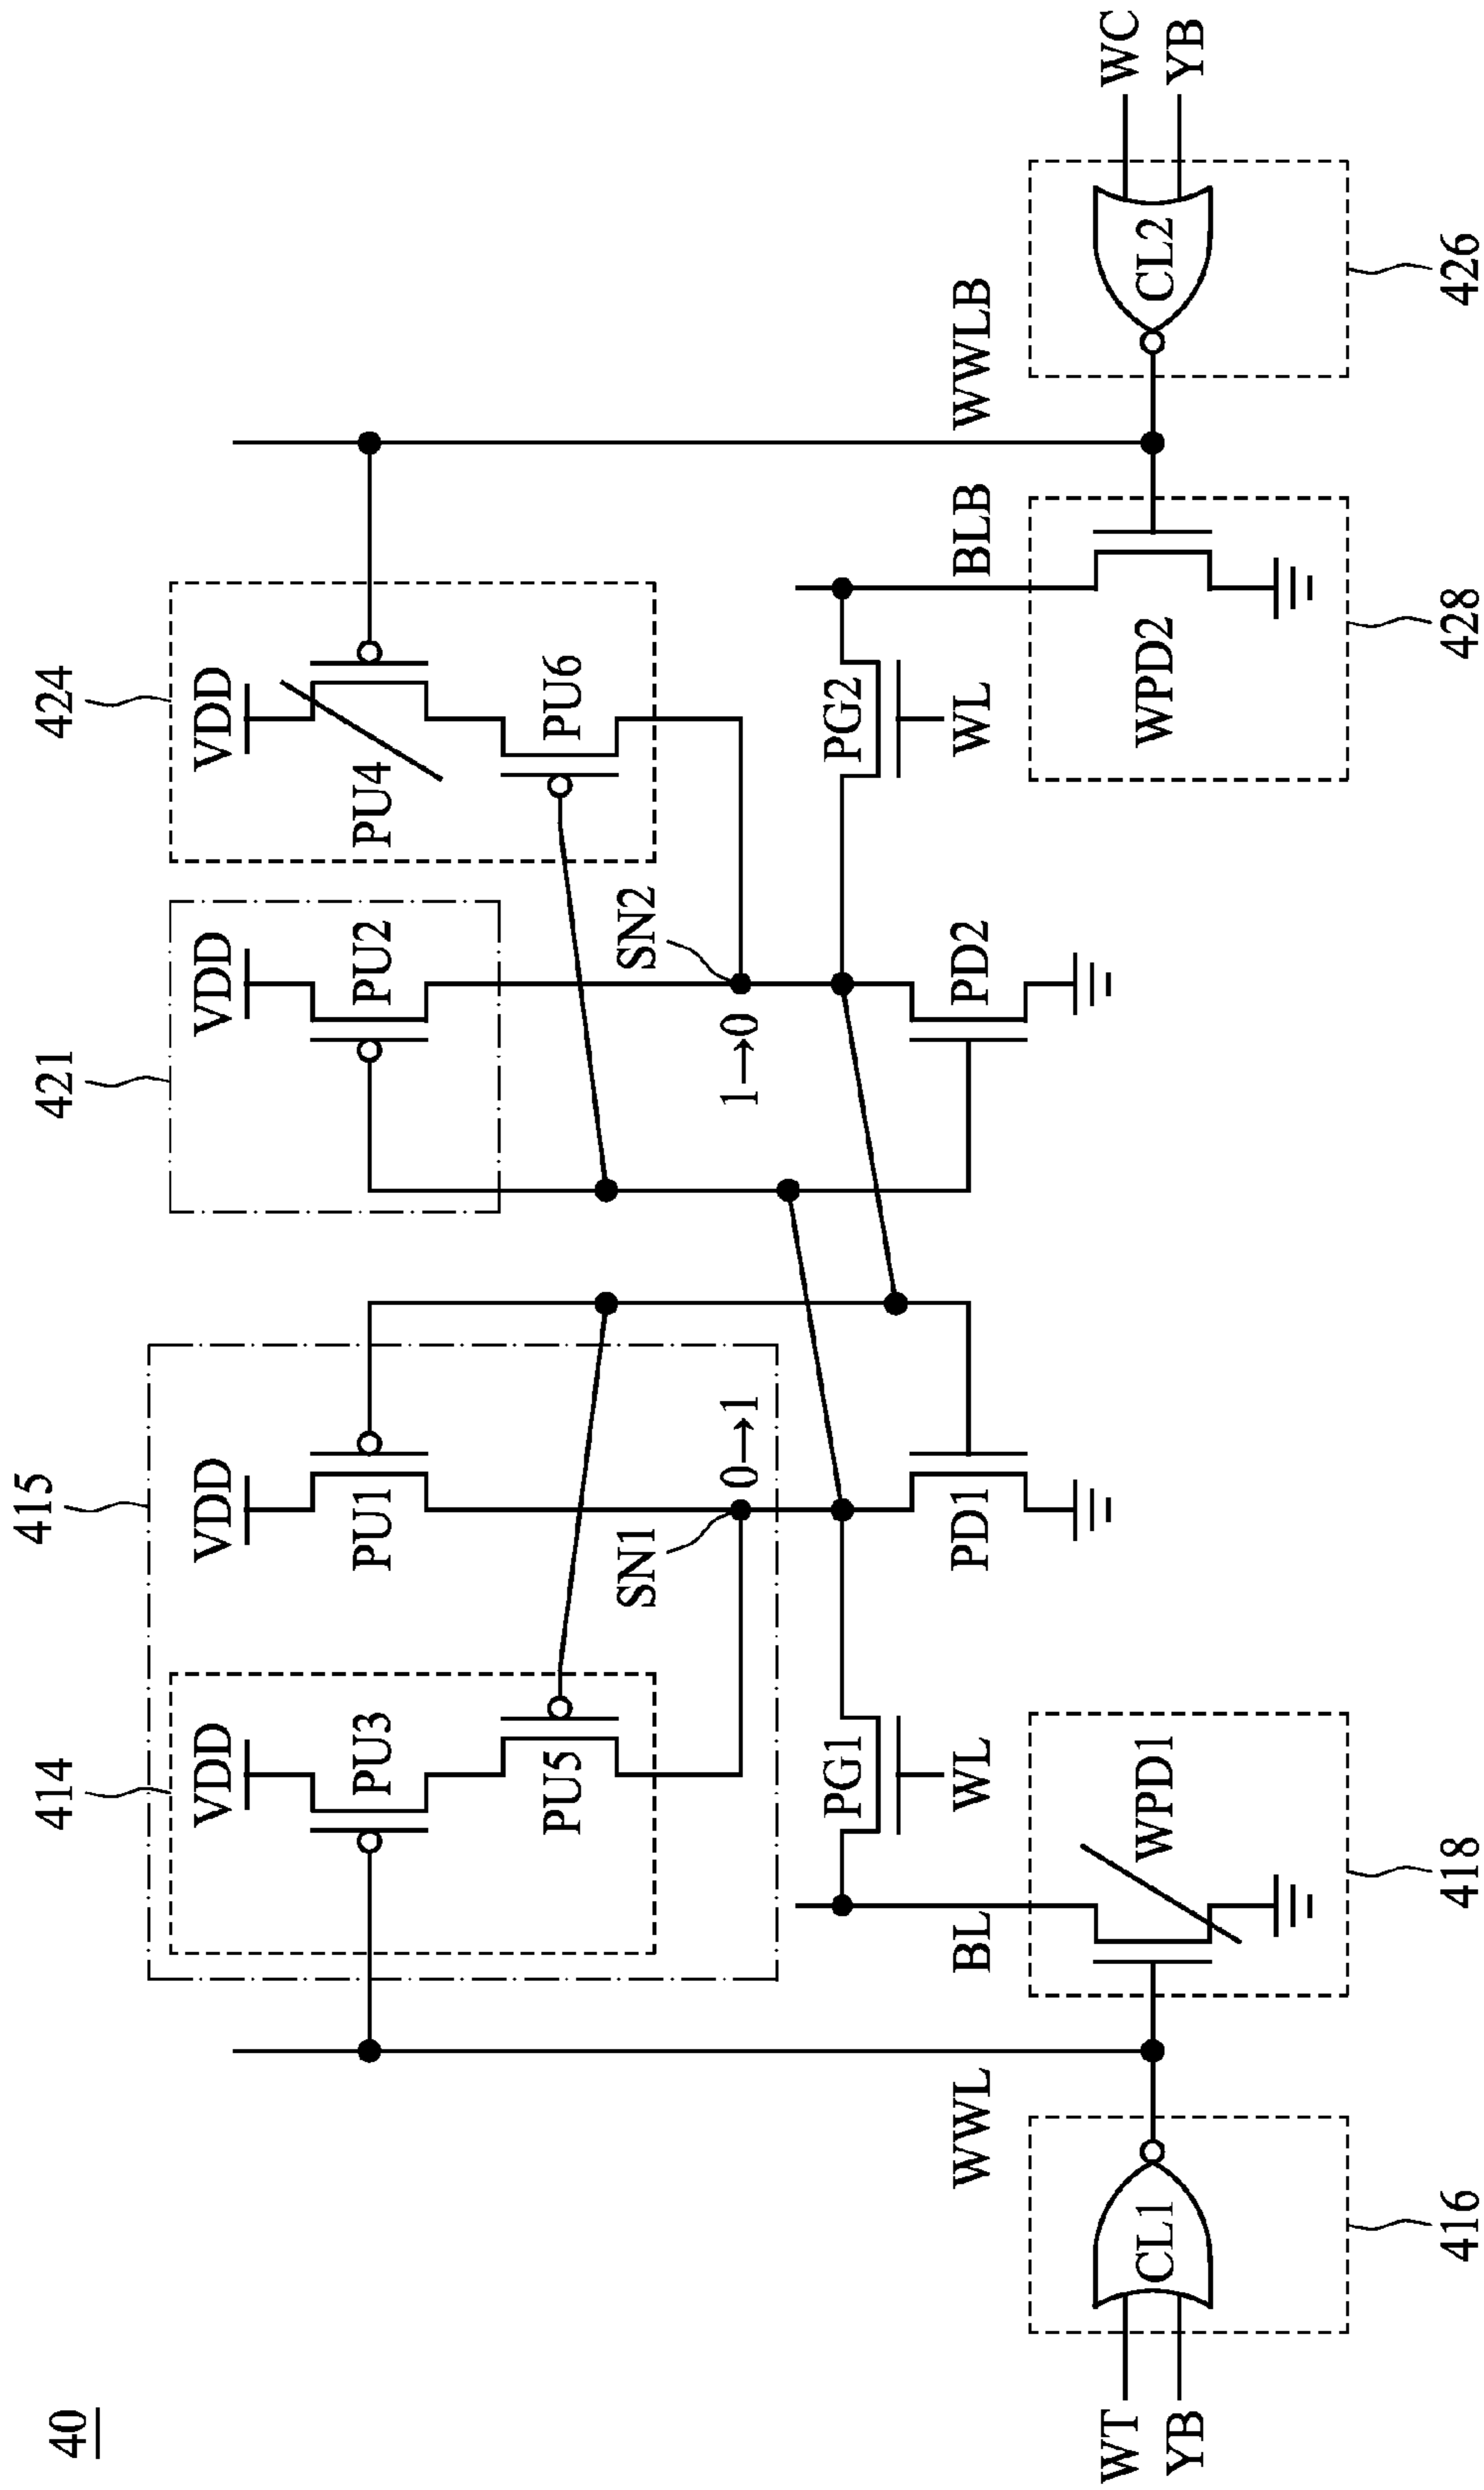 40
415
414
421
424
VDD
VDD
VDD
VDD
PU3
PU1
PU2
PU4
PU5
PU6
SN1
SN2
0→1
1→0
PG1
PG2
WL
WL
WWL
BL
PD1
PD2
BLB
WWLB
WT
YB
CL1
WPD1
WPD2
CL2
WC
YB
416
418
428
426